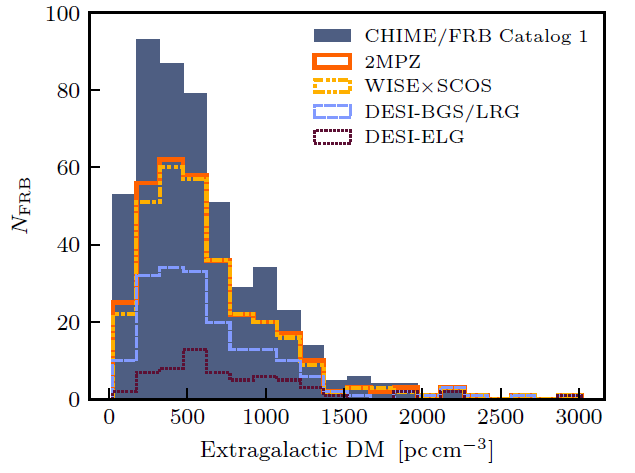 100
80
60
40
20
0
N_FRB
CHIME/FRB Catalog 1
2MPZ
WISE×SCOS
DESI-BGS/LRG
DESI-ELG
0 500 1000 1500 2000 2500 3000
Extragalactic DM [pc cm⁻³]